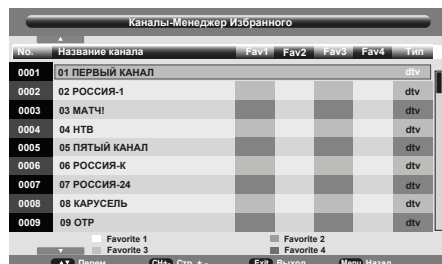 Каналы-Менеджер Избранного
No. Название канала Fav1 Fav2 Fav3 Fav4 Тип
0001 01 ПЕРВЫЙ КАНАЛ dtv
0002 02 РОССИЯ-1 dtv
0003 03 МАТЧ! dtv
0004 04 НТВ dtv
0005 05 ПЯТЫЙ КАНАЛ dtv
0006 06 РОССИЯ-К dtv
0007 07 РОССИЯ-24 dtv
0008 08 КАРУСЕЛЬ dtv
0009 09 ОТР dtv
Favorite 1 Favorite 2
Favorite 3 Favorite 4
Перем. CH+- Стр. + - Exit Выход Menu Назад